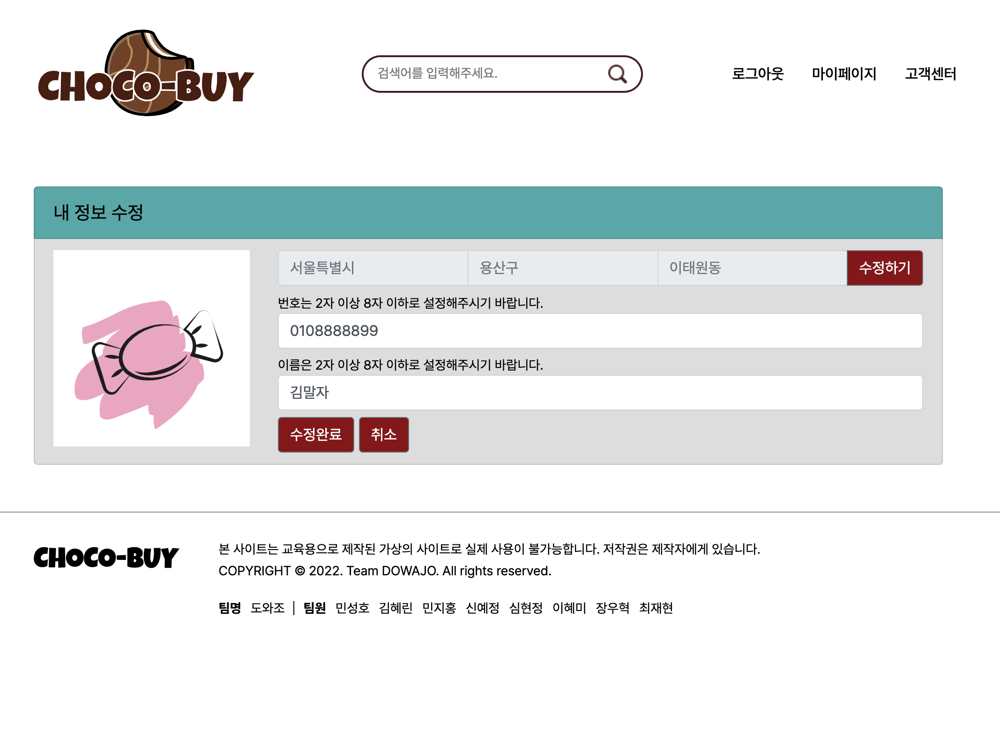 CHOCO-BUY
검색어를 입력해주세요.
로그아웃 마이페이지 고객센터
내 정보 수정
서울특별시 용산구 이태원동 수정하기
번호는 2자 이상 8자 이하로 설정해주시기 바랍니다.
0108888899
이름은 2자 이상 8자 이하로 설정해주시기 바랍니다.
김말자
수정완료 취소
CHOCO-BUY
본 사이트는 교육용으로 제작된 가상의 사이트로 실제 사용이 불가능합니다. 저작권은 제작자에게 있습니다.
COPYRIGHT © 2022. Team DOWAJO. All rights reserved.
팀명 도와조 | 팀원 민성호 김혜린 민지홍 신예정 심현정 이혜미 장우혁 최재현